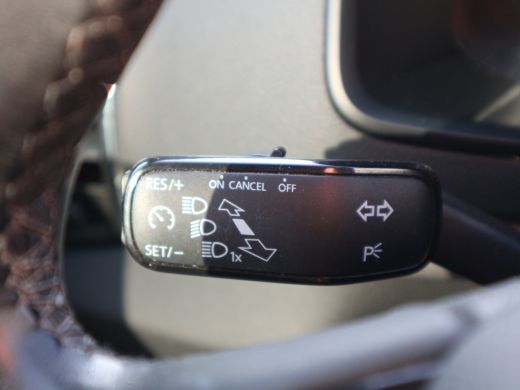 RES/+ ON CANCEL OFF
1x
SET/- P